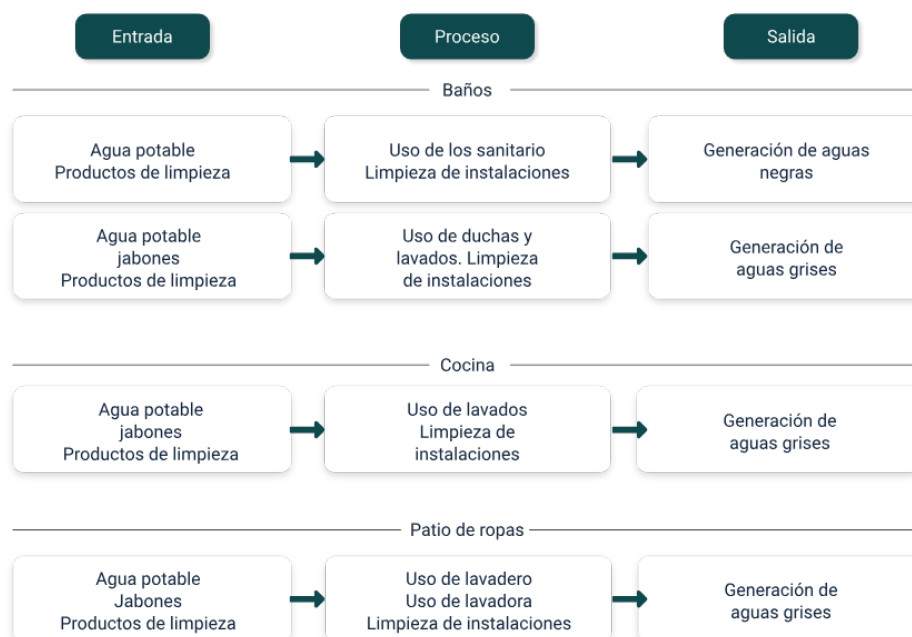 Entrada
Proceso
Salida
Baños
Agua potable
Productos de limpieza
Uso de los sanitario
Limpieza de instalaciones
Generación de aguas
negras
Agua potable
jabones
Productos de limpieza
Uso de duchas y
lavados. Limpieza
de instalaciones
Generación de
aguas grises
Cocina
Agua potable
jabones
Productos de limpieza
Uso de lavados
Limpieza de
instalaciones
Generación de
aguas grises
Patio de ropas
Agua potable
Jabones
Productos de limpieza
Uso de lavadero
Uso de lavadora
Limpieza de instalaciones
Generación de
aguas grises